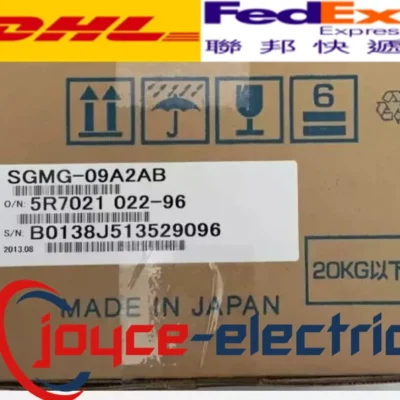 DHL
FedEx
Express
聯邦快遞
6
SGMG-09A2AB
O/N: 5R7021 022-96
S/N: B0138J513529096
2013.08
20KG以下
MADE IN JAPAN
joyce-electric